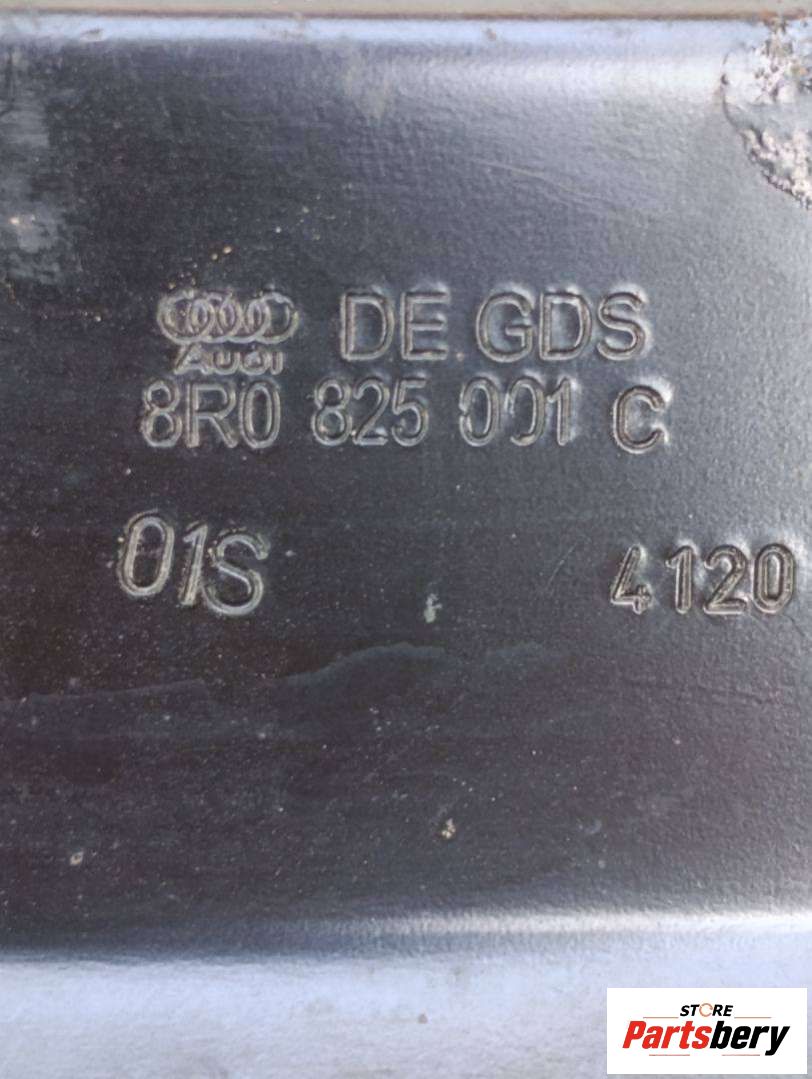 DE GDS
Audi
8R0 825 001 C
01S 4120
STORE
Partsbery